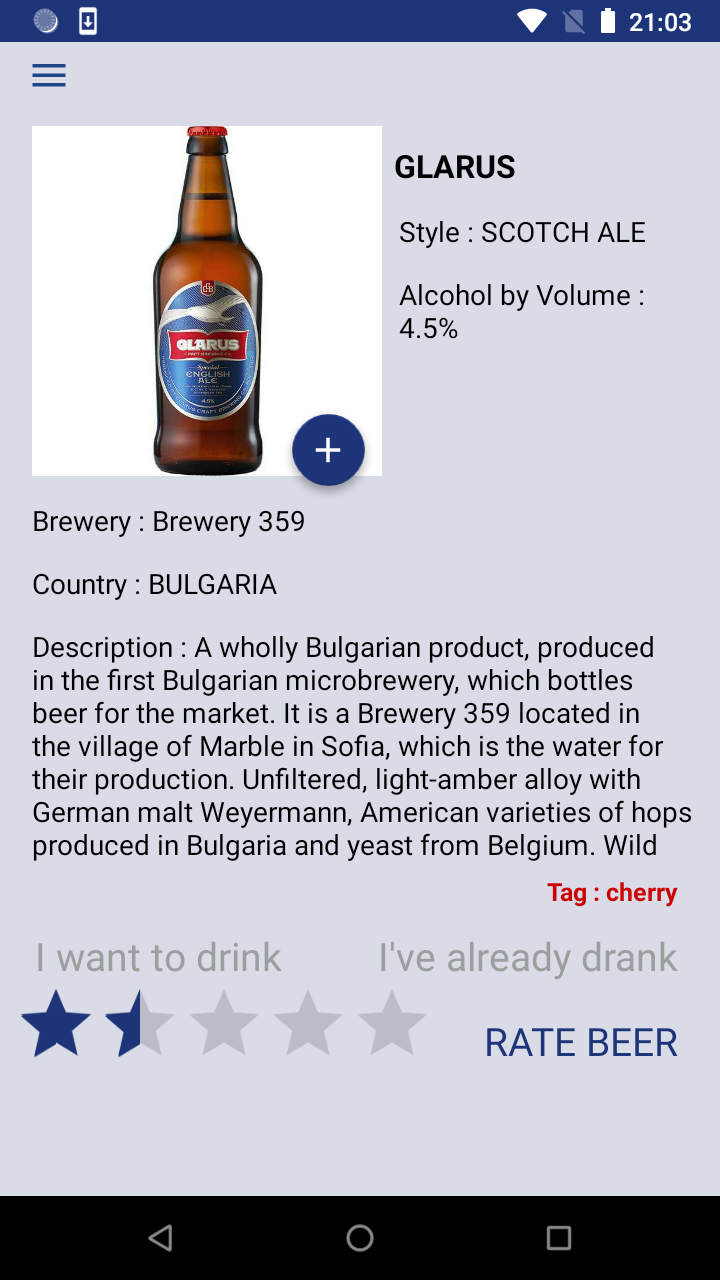 21:03
GLARUS
Style : SCOTCH ALE
Alcohol by Volume :
4.5%
GLARUS
CRAFT BREWING CO.
Special
ENGLISH
ALE
4.5%
Brewery : Brewery 359
Country : BULGARIA
Description : A wholly Bulgarian product, produced
in the first Bulgarian microbrewery, which bottles
beer for the market. It is a Brewery 359 located in
the village of Marble in Sofia, which is the water for
their production. Unfiltered, light-amber alloy with
German malt Weyermann, American varieties of hops
produced in Bulgaria and yeast from Belgium. Wild
Tag : cherry
I want to drink
I've already drank
RATE BEER